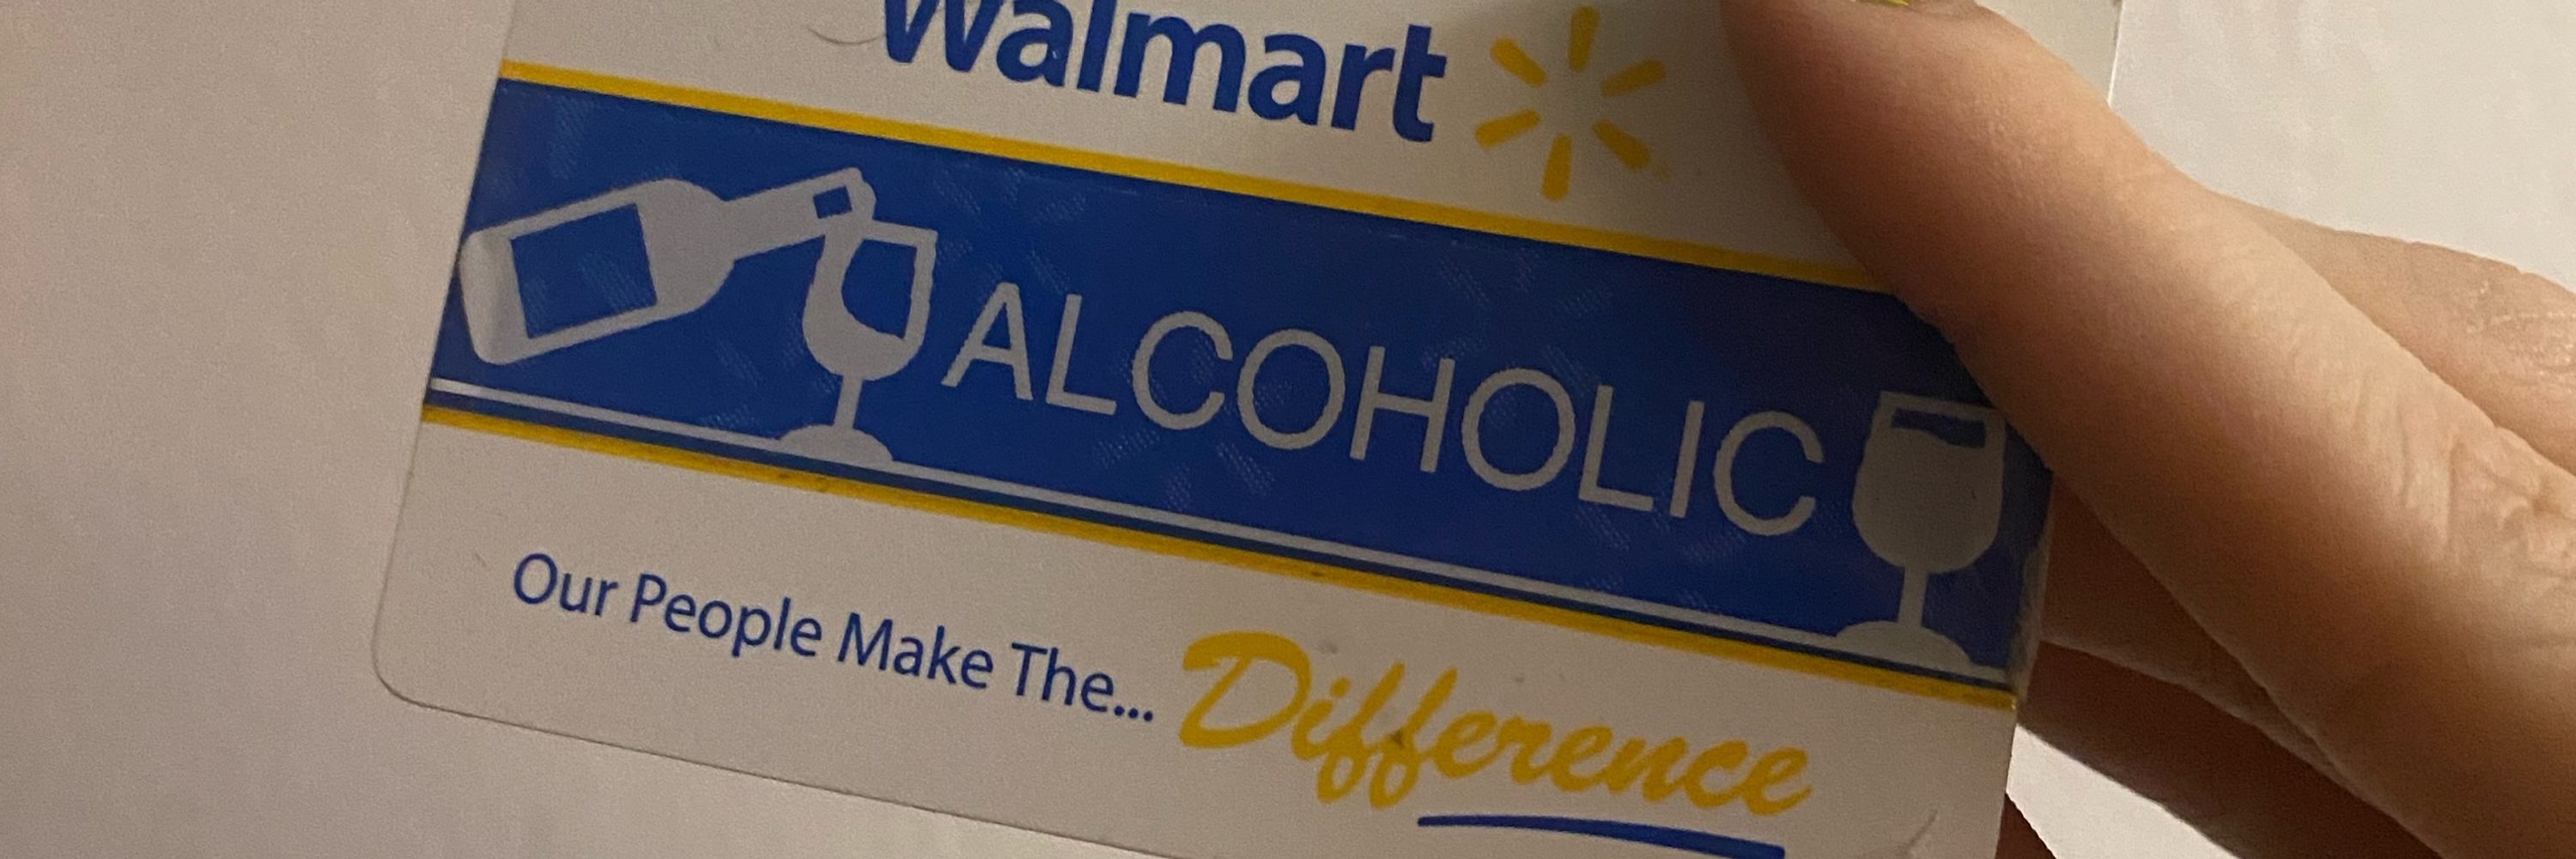 Walmart
ALCOHOLIC
Our People Make The... Difference